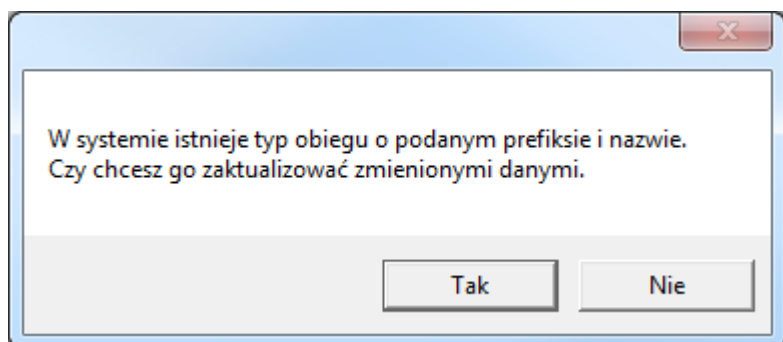 W systemie istnieje typ obiegu o podanym prefiksie i nazwie.
Czy chcesz go zaktualizować zmienionymi danymi.
Tak
Nie